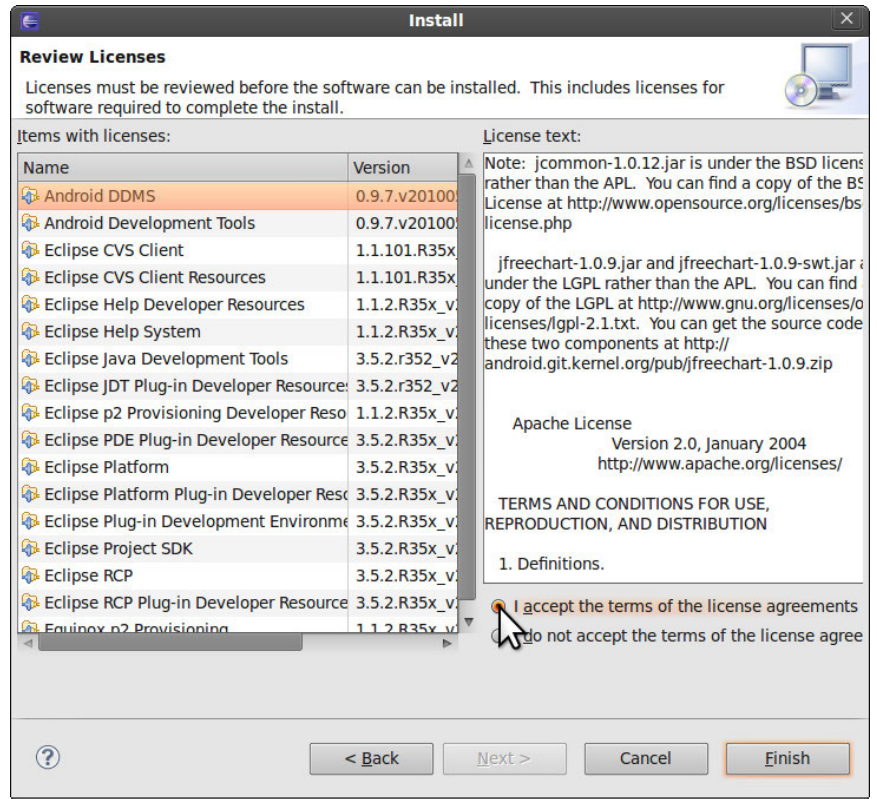 Install
Review Licenses
Licenses must be reviewed before the software can be installed. This includes licenses for
software required to complete the install.
Items with licenses:
Name Version
Android DDMS 0.9.7.v20100
Android Development Tools 0.9.7.v20100
Eclipse CVS Client 1.1.101.R35x
Eclipse CVS Client Resources 1.1.101.R35x
Eclipse Help Developer Resources 1.1.2.R35x_v
Eclipse Help System 1.1.2.R35x_v
Eclipse Java Development Tools 3.5.2.r352_v2
Eclipse JDT Plug-in Developer Resources 3.5.2.r352_v2
Eclipse p2 Provisioning Developer Reso 1.1.2.R35x_v
Eclipse PDE Plug-in Developer Resource 3.5.2.R35x_v
Eclipse Platform 3.5.2.R35x_v
Eclipse Platform Plug-in Developer Reso 3.5.2.R35x_v
Eclipse Plug-in Development Environme 3.5.2.R35x_v
Eclipse Project SDK 3.5.2.R35x_v
Eclipse RCP 3.5.2.R35x_v
Eclipse RCP Plug-in Developer Resource 3.5.2.R35x_v
Equinox p2 Provisioning 1.1.2.R35x_v
License text:
Note: jcommon-1.0.12.jar is under the BSD licens
rather than the APL. You can find a copy of the BS
License at http://www.opensource.org/licenses/bs
license.php
jfreechart-1.0.9.jar and jfreechart-1.0.9-swt.jar a
under the LGPL rather than the APL. You can find
copy of the LGPL at http://www.gnu.org/licenses/o
licenses/lgpl-2.1.txt. You can get the source code
these two components at http://
android.git.kernel.org/pub/jfreechart-1.0.9.zip
Apache License
Version 2.0, January 2004
http://www.apache.org/licenses/
TERMS AND CONDITIONS FOR USE,
REPRODUCTION, AND DISTRIBUTION
1. Definitions.
I accept the terms of the license agreements
do not accept the terms of the license agree
< Back
Next >
Cancel
Finish